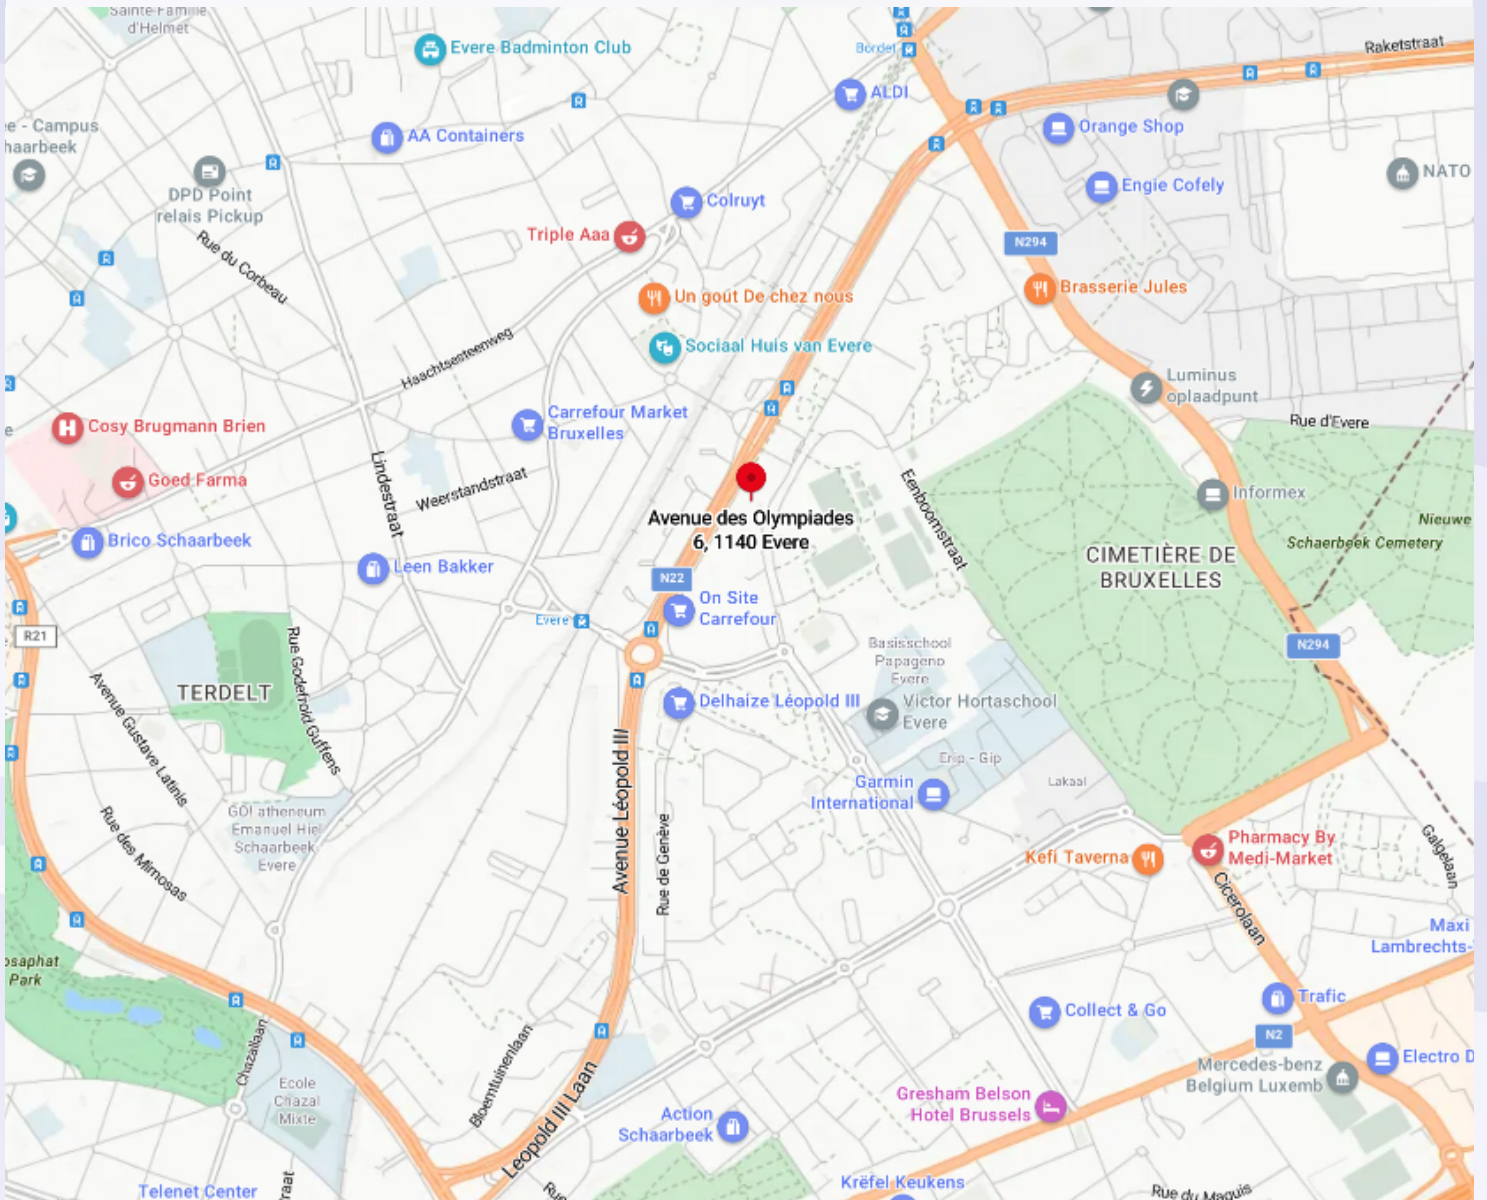 Sainte Famille
d'Helmet
Evere Badminton Club
Bordet
Raketstraat
ALDI
Orange Shop
ee - Campus
haarbeek
AA Containers
NATO
DPD Point
relais Pickup
Engie Cofely
Colruyt
Triple Aaa
N294
Rue du Corbeau
Un goût De chez nous
Brasserie Jules
Sociaal Huis van Evere
Haachtsesteenweg
Luminus
oplaadpunt
Carrefour Market
Bruxelles
Rue d'Evere
Cosy Brugmann Brien
Goed Farma
Lindestraat
Weerstandstraat
Eenboomstraat
Informex
Avenue des Olympiades
6, 1140 Evere
Nieuwe
Schaerbeek Cemetery
Brico Schaarbeek
CIMETIÈRE DE
BRUXELLES
Leen Bakker
N22
On Site
Carrefour
Evere
R21
N294
Basisschool
Papageno
Evere
TERDELT
Rue Godefroid Guffens
Avenue Gustave Latinis
Delhaize Léopold III
Victor Hortaschool
Evere
Avenue Léopold III
Erip - Gip
Garmin
International
Lakaal
GO! atheneum
Emanuel Hiel
Schaarbeek
Evere
Rue des Mimosas
Rue de Genève
Kefi Taverna
Pharmacy By
Medi-Market
Galgelaan
Cicerolaan
Maxi
Lambrechts-
osaphat
Park
Trafic
Collect & Go
N2
Chazallaan
Bloemtuinenlaan
Mercedes-benz
Belgium Luxemb
Electro D
Ecole
Chazal
Mixte
Leopold III Laan
Gresham Belson
Hotel Brussels
Action
Schaarbeek
Telenet Center
raat
Rue
Krëfel Keukens
Rue du Maquis